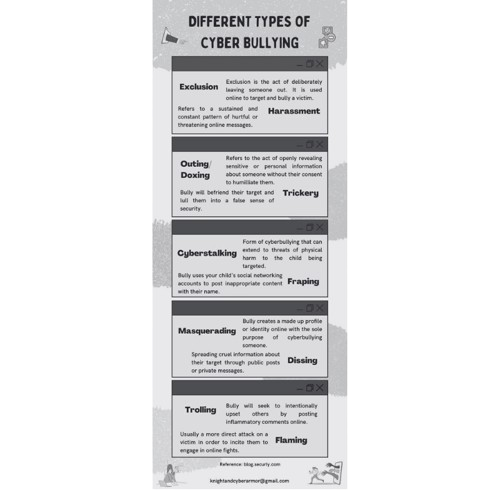 DIFFERENT TYPES OF
CYBER BULLYING
Exclusion
Exclusion is the act of deliberately
leaving someone out. It is used
online to target and bully a victim.
Refers to a sustained and
constant pattern of hurtful or
threatening online messages.
Harassment
Outing/
Doxing
Refers to the act of openly revealing
sensitive or personal information
about someone without their consent
to humilliate them.
Bully will befriend their target and
lull them into a false sense of
security.
Trickery
Cyberstalking
Form of cyberbullying that can
extend to threats of physical
harm to the child being
targeted.
Bully uses your child's social networking
accounts to post inappropriate content
with their name.
Fraping
Masquerading
Bully creates a made up profile
or identity online with the sole
purpose of cyberbullying
someone.
Spreading cruel information about
their target through public posts
or private messages.
Dissing
Trolling
Bully will seek to intentionally
upset others by posting
inflammatory comments online.
Usually a more direct attack on a
victim in order to incite them to
engage in online fights.
Flaming
Reference: blog.securly.com
knightandcyberarmor@gmail.com